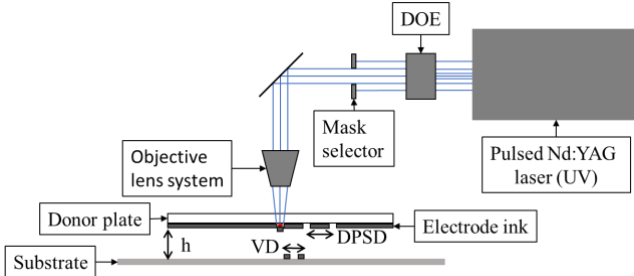 DOE
Mask
selector
Pulsed Nd:YAG
laser (UV)
Objective
lens system
Donor plate
Electrode ink
h
VD
DPSD
Substrate